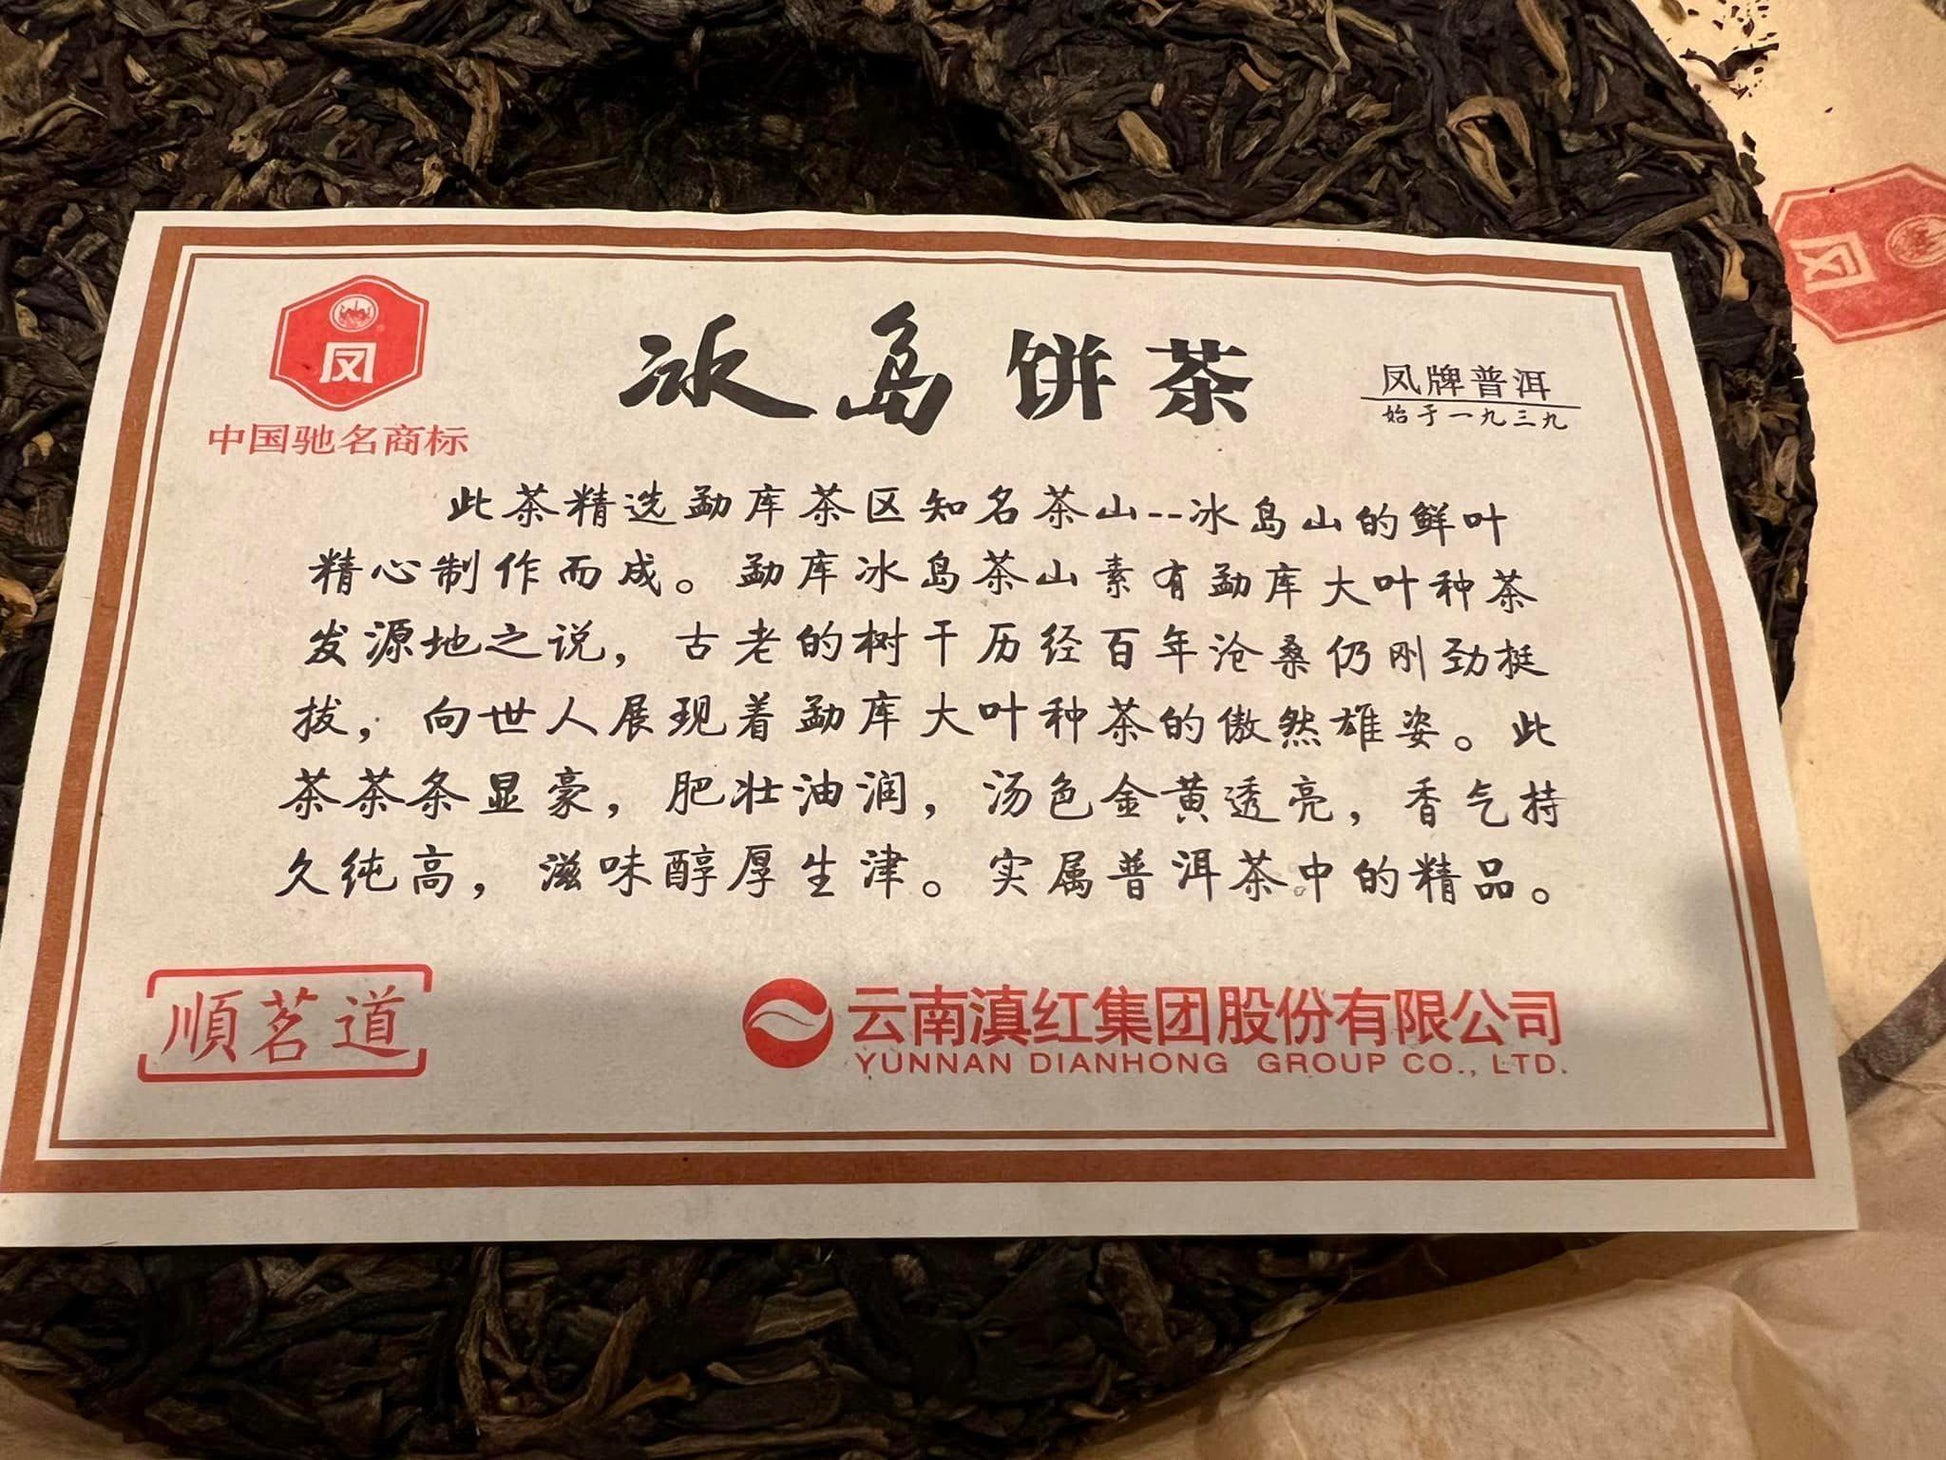 凤
中国驰名商标
冰岛饼茶
凤牌普洱
始于一九三九
此茶精选勐库茶区知名茶山--冰岛山的鲜叶
精心制作而成。勐库冰岛茶山素有勐库大叶种茶
发源地之说，古老的树干历经百年沧桑仍刚劲挺
拔，向世人展现着勐库大叶种茶的傲然雄姿。此
茶茶条显豪，肥壮油润，汤色金黄透亮，香气持
久纯高，滋味醇厚生津。实属普洱茶中的精品。
順茗道
云南滇红集团股份有限公司
YUNNAN DIANHONG GROUP CO., LTD.
凤